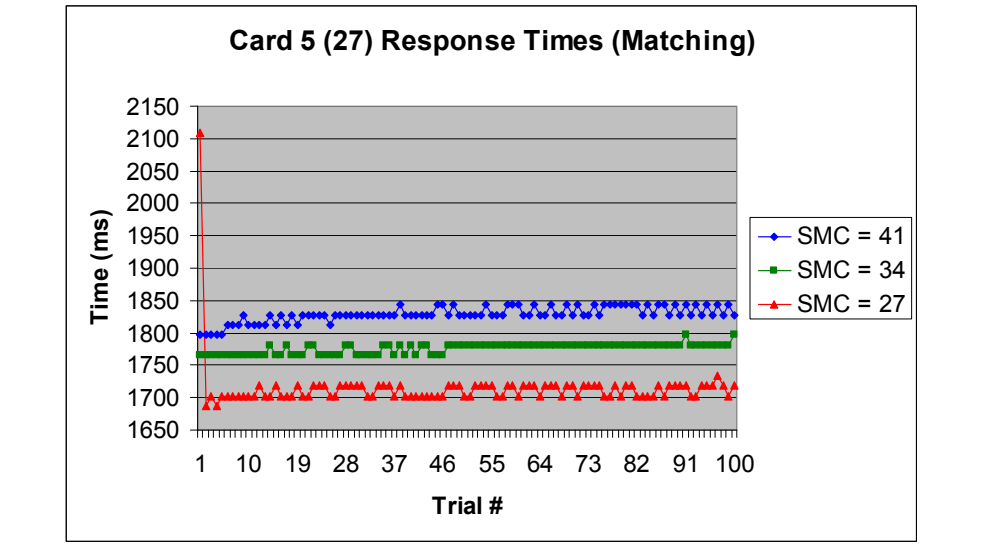 Card 5 (27) Response Times (Matching)
2150
2100
2050
2000
1950
1900
1850
1800
1750
1700
1650
Time (ms)
1 10 19 28 37 46 55 64 73 82 91 100
Trial #
SMC = 41
SMC = 34
SMC = 27